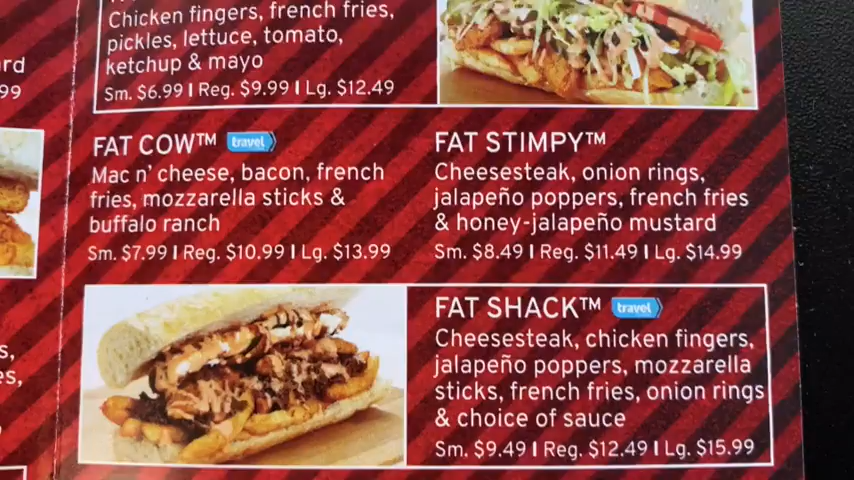 Chicken fingers, french fries,
pickles, lettuce, tomato,
ketchup & mayo
Sm. $6.99 I Reg. $9.99 I Lg. $12.49
FAT COW™ travel
Mac n' cheese, bacon, french
fries, mozzarella sticks &
buffalo ranch
Sm. $7.99 I Reg. $10.99 I Lg. $13.99
FAT STIMPY™
Cheesesteak, onion rings,
jalapeño poppers, french fries
& honey-jalapeño mustard
Sm. $8.49 I Reg. $11.49 I Lg. $14.99
FAT SHACK™ travel
Cheesesteak, chicken fingers,
jalapeño poppers, mozzarella
sticks, french fries, onion rings
& choice of sauce
Sm. $9.49 I Reg. $12.49 I Lg. $15.99